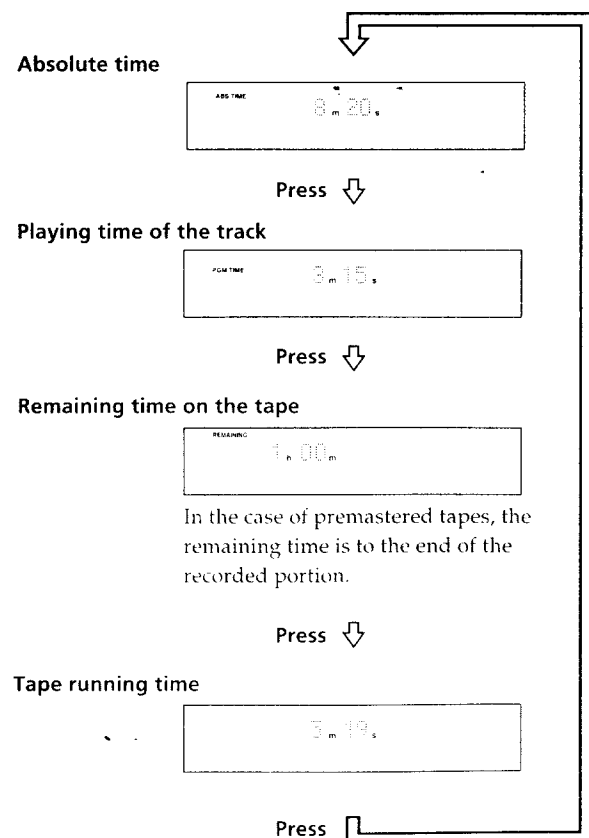 Absolute time
ABS TIME
8 m 20 s
Press
Playing time of the track
PGM TIME
3 m 15 s
Press
Remaining time on the tape
REMAINING
1 h 00 m
In the case of premastered tapes, the
remaining time is to the end of the
recorded portion.
Press
Tape running time
3 m 19 s
Press